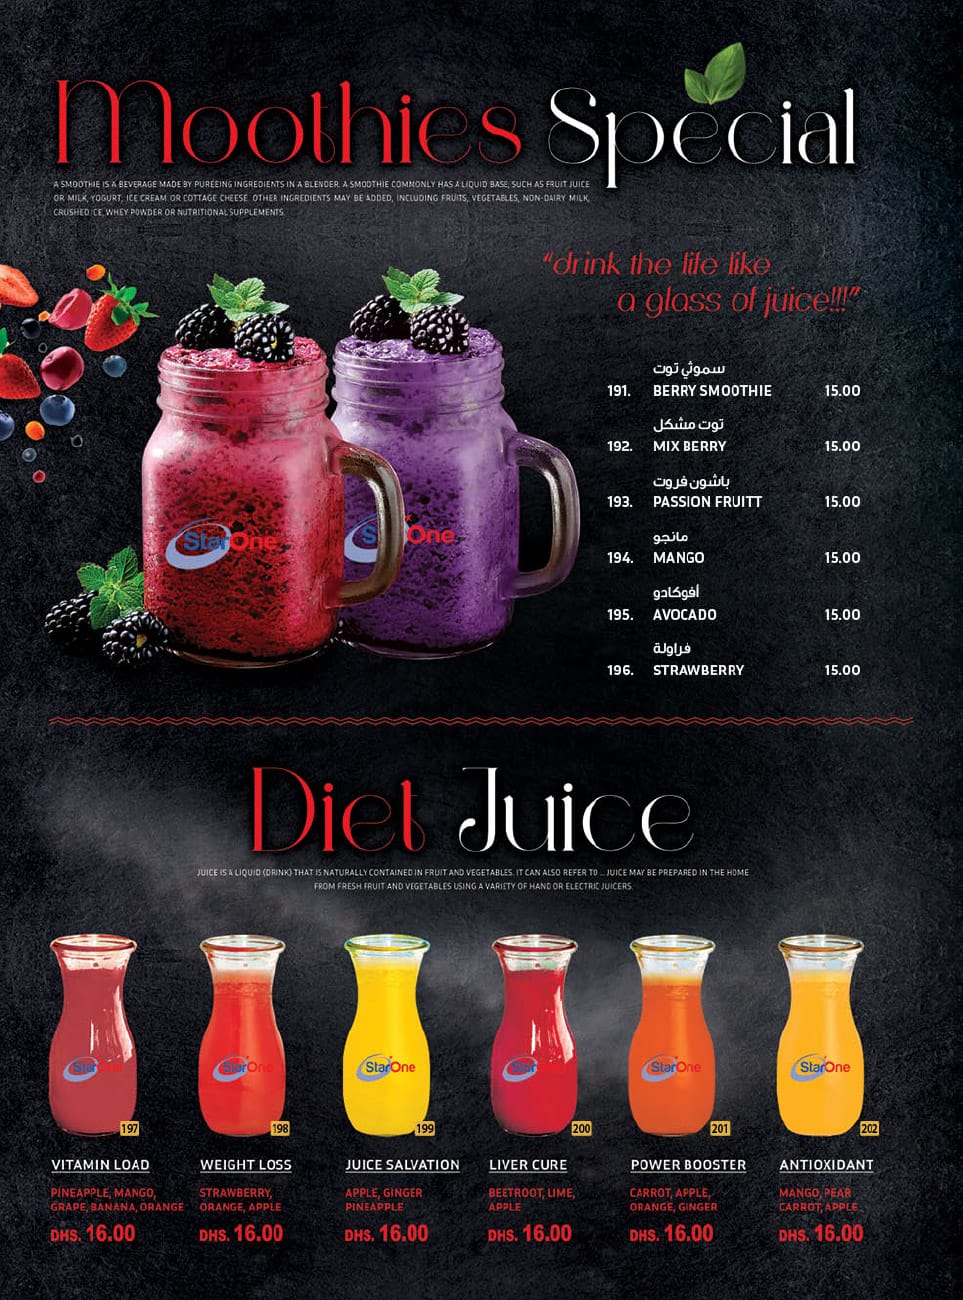 Moothies Special
A SMOOTHIE IS A BEVERAGE MADE BY PUREEING INGREDIENTS IN A BLENDER. A SMOOTHIE COMMONLY HAS A LIQUID BASE, SUCH AS FRUIT JUICE
OR MILK, YOGURT, ICE CREAM OR COTTAGE CHEESE. OTHER INGREDIENTS MAY BE ADDED, INCLUDING FRUITS, VEGETABLES, NON-DAIRY MILK,
CRUSHED ICE, WHEY POWDER OR NUTRITIONAL SUPPLEMENTS.
"drink the life like
a glass of juice!!!"
سموثي توت
191. BERRY SMOOTHIE 15.00
توت مشكل
192. MIX BERRY 15.00
باشون فروت
193. PASSION FRUITT 15.00
مانجو
194. MANGO 15.00
أفوكادو
195. AVOCADO 15.00
فراولة
196. STRAWBERRY 15.00
StarOne
S One
Diet Juice
JUICE IS A LIQUID (DRINK) THAT IS NATURALLY CONTAINED IN FRUIT AND VEGETABLES. IT CAN ALSO REFER TO ... JUICE MAY BE PREPARED IN THE HOME
FROM FRESH FRUIT AND VEGETABLES USING A VARIETY OF HAND OR ELECTRIC JUICERS.
StarOne StarOne StarOne StarOne StarOne StarOne
197 198 199 200 201 202
VITAMIN LOAD
PINEAPPLE, MANGO,
GRAPE, BANANA, ORANGE
DHS. 16.00
WEIGHT LOSS
STRAWBERRY,
ORANGE, APPLE
DHS. 16.00
JUICE SALVATION
APPLE, GINGER
PINEAPPLE
DHS. 16.00
LIVER CURE
BEETROOT, LIME,
APPLE
DHS. 16.00
POWER BOOSTER
CARROT, APPLE,
ORANGE, GINGER
DHS. 16.00
ANTIOXIDANT
MANGO, PEAR
CARROT, APPLE
DHS. 16.00